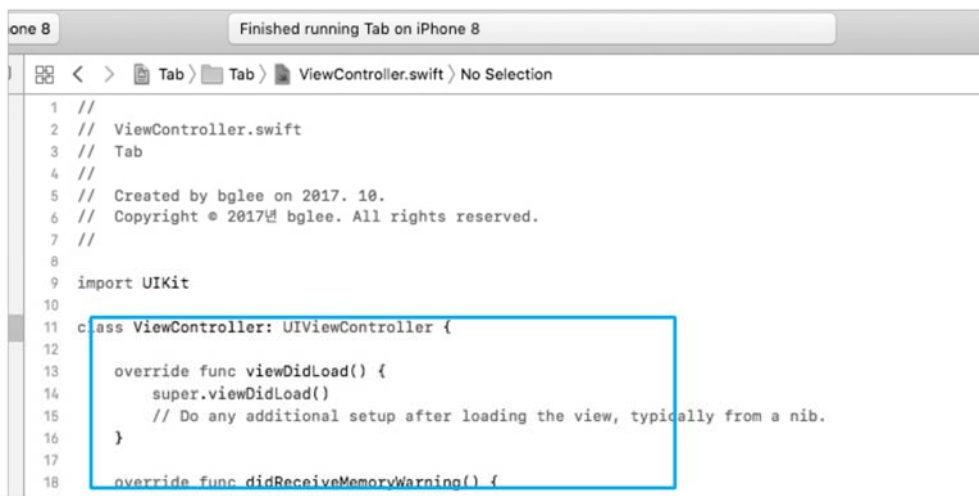 one 8
Finished running Tab on iPhone 8
Tab 〉 Tab 〉 ViewController.swift 〉 No Selection
1 //
2 //  ViewController.swift
3 //  Tab
4 //
5 //  Created by bglee on 2017. 10.
6 //  Copyright © 2017년 bglee. All rights reserved.
7 //
8
9 import UIKit
10
11 class ViewController: UIViewController {
12
13     override func viewDidLoad() {
14         super.viewDidLoad()
15         // Do any additional setup after loading the view, typically from a nib.
16     }
17
18     override func didReceiveMemoryWarning() {